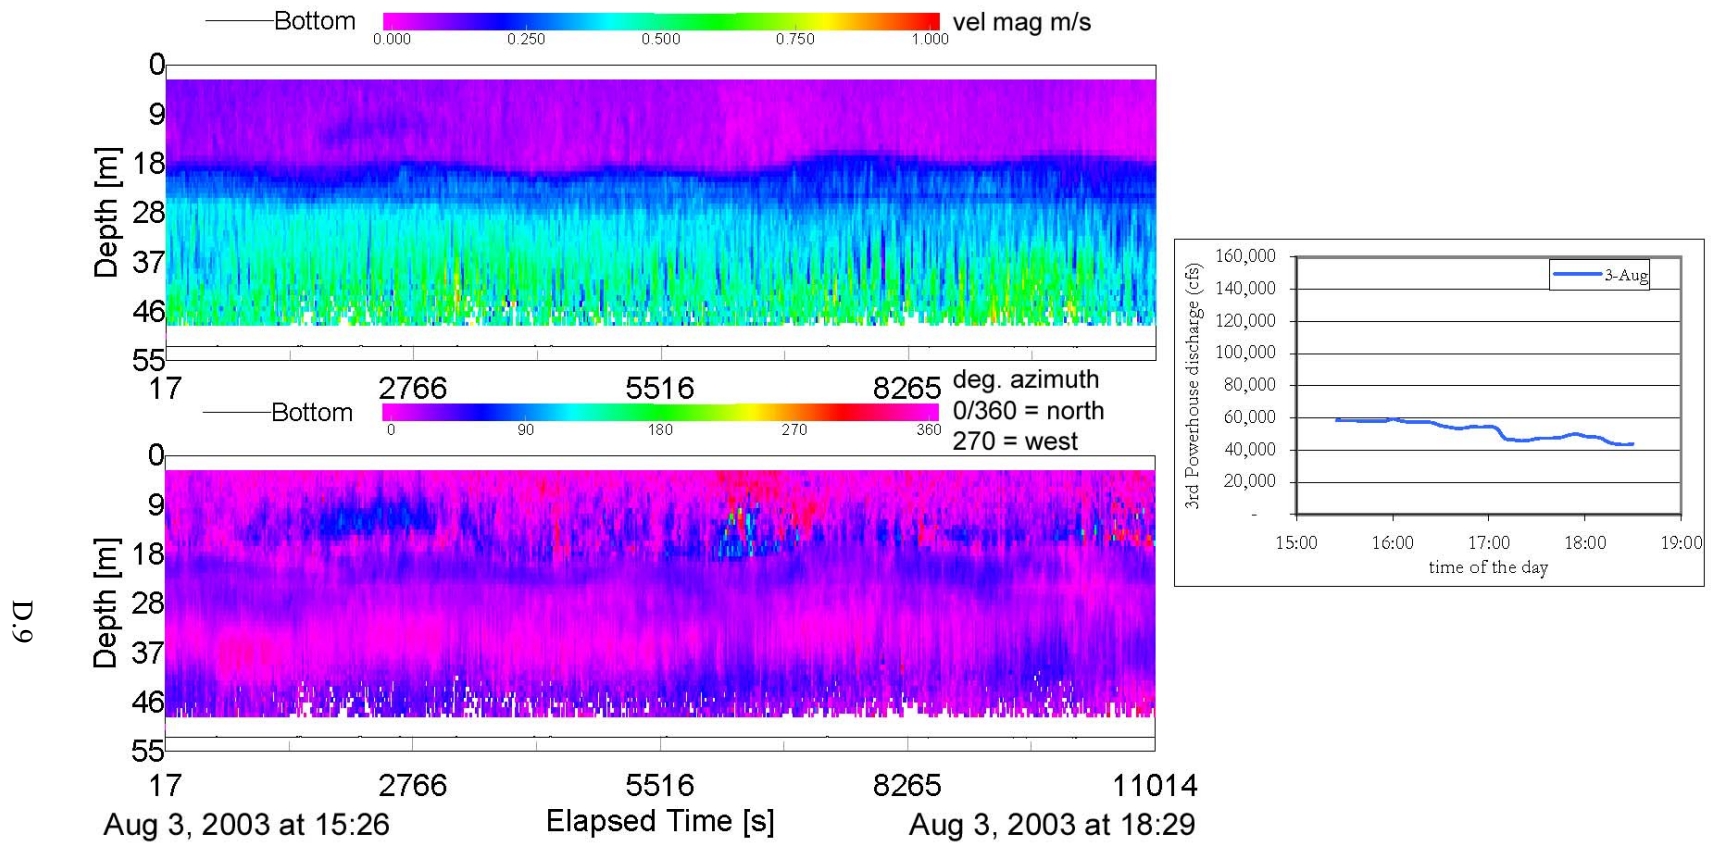 Bottom
vel mag m/s
0.000 0.250 0.500 0.750 1.000
0
9
18
28
37
46
55
Depth [m]
17 2766 5516 8265
deg. azimuth
0/360 = north
270 = west
Bottom
0 90 180 270 360
0
9
18
28
37
46
55
Depth [m]
17 2766 5516 8265 11014
Aug 3, 2003 at 15:26
Elapsed Time [s]
Aug 3, 2003 at 18:29
3rd Powerhouse discharge (cfs)
160,000
140,000
120,000
100,000
80,000
60,000
40,000
20,000
-
3-Aug
15:00 16:00 17:00 18:00 19:00
time of the day
D.9